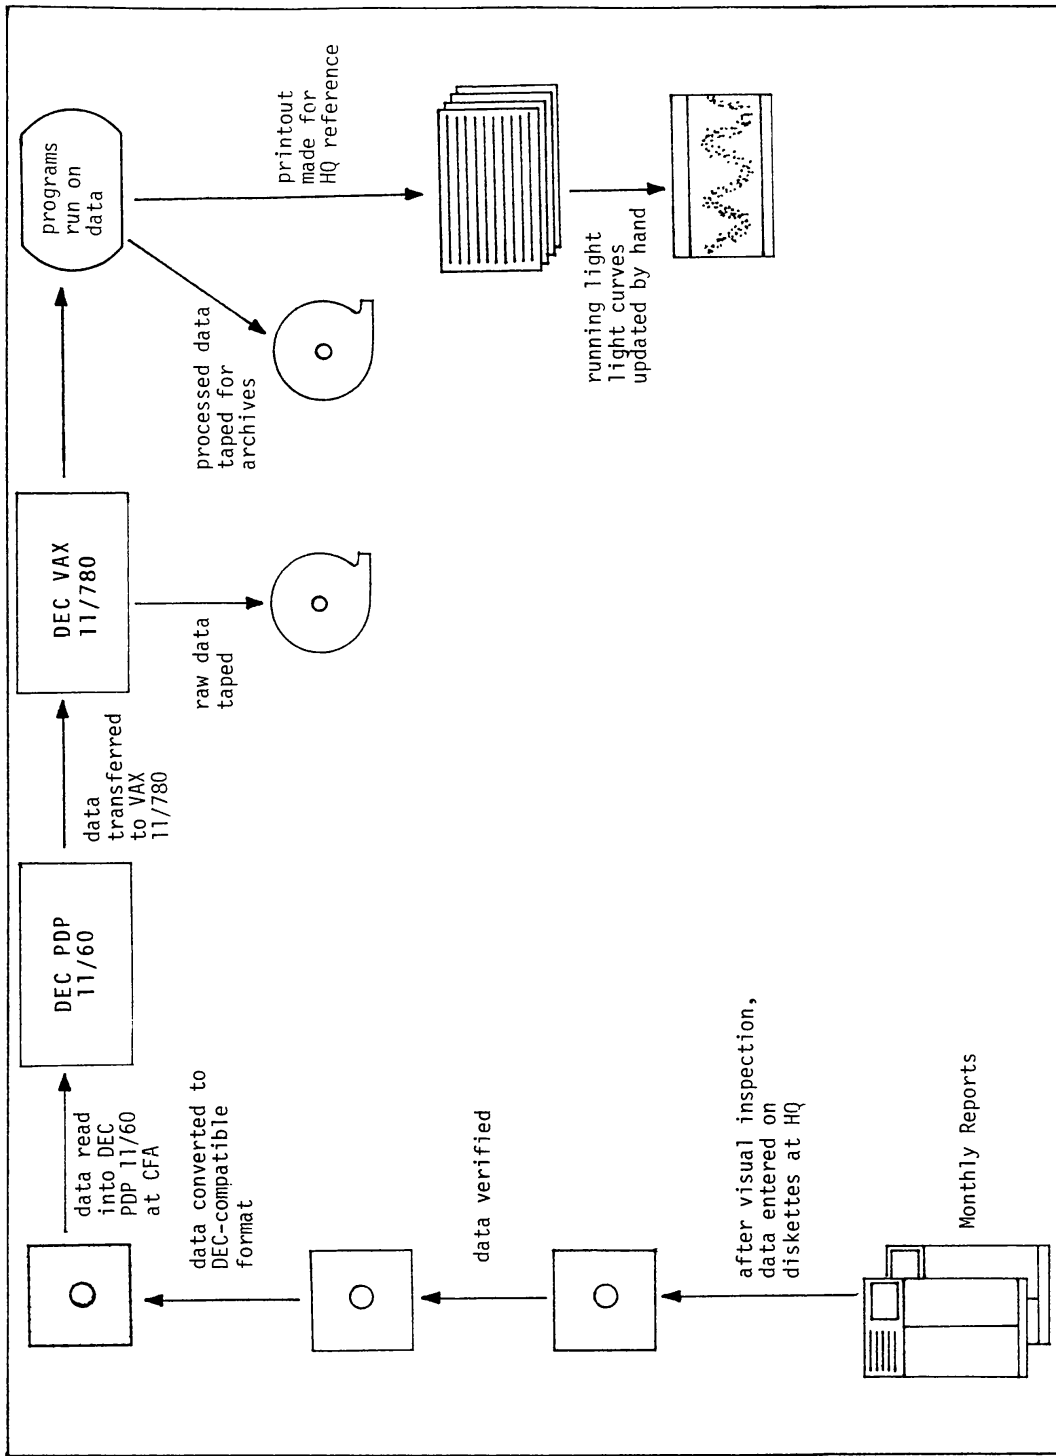 Monthly Reports
after visual inspection,
data entered on
diskettes at HQ
data verified
data converted to
DEC-compatible
format
data read
into DEC
PDP 11/60
at CFA
DEC PDP
11/60
data
transferred
to VAX
11/780
DEC VAX
11/780
raw data
taped
programs
run on
data
processed data
taped for
archives
printout
made for
HQ reference
running light
light curves
updated by hand